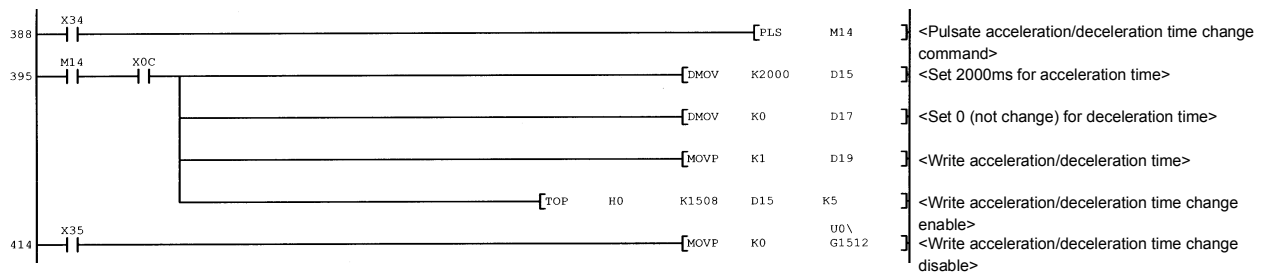 X34
388 PLS M14 <Pulsate acceleration/deceleration time change
command>
M14 X0C
395 DMOV K2000 D15 <Set 2000ms for acceleration time>
DMOV K0 D17 <Set 0 (not change) for deceleration time>
MOVP K1 D19 <Write acceleration/deceleration time>
TOP H0 K1508 D15 K5 <Write acceleration/deceleration time change
enable>
X35 U0\
414 MOVP K0 G1512 <Write acceleration/deceleration time change
disable>